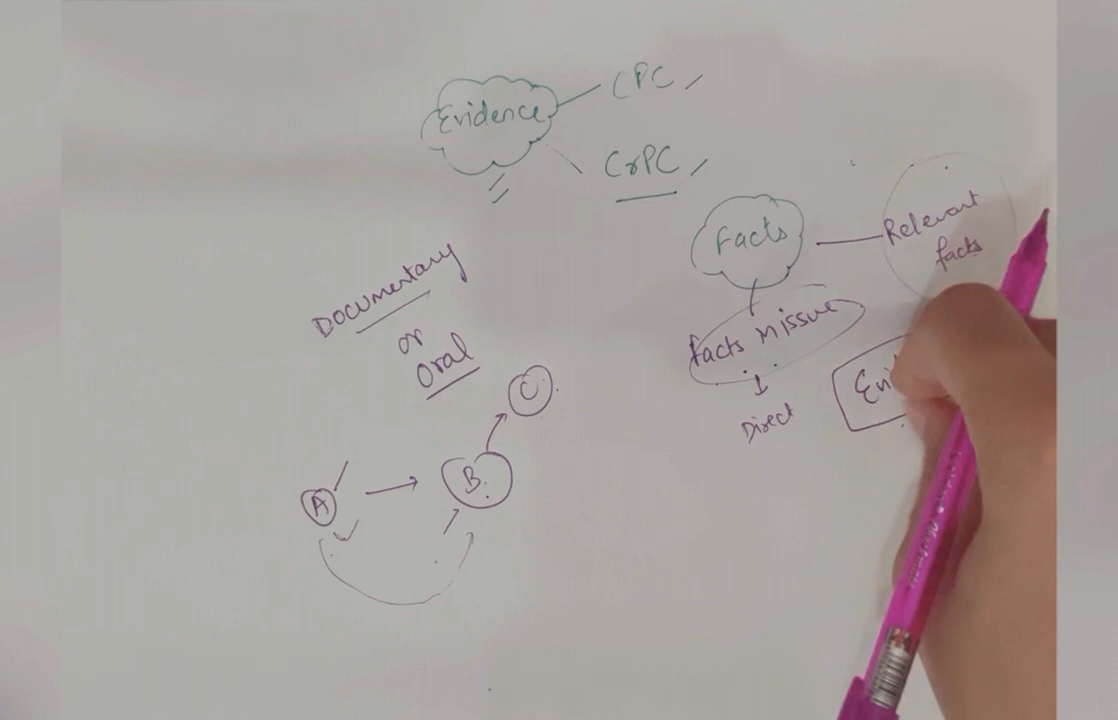 Evidence
CPC
CrPC
Facts
Relevant
facts
Documentary
or
Oral
facts in issue
Direct
C
B
A